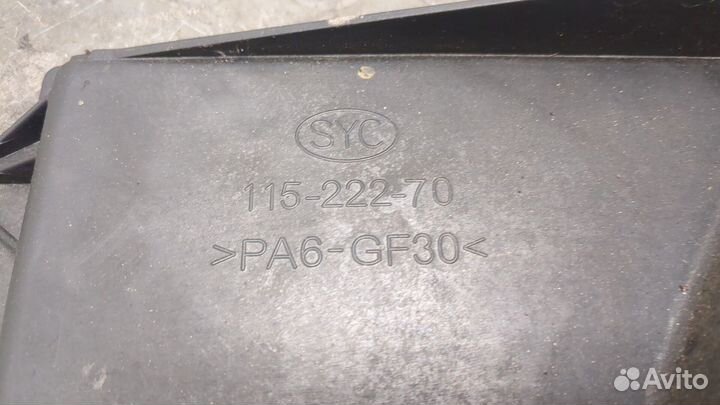 SYC
115-222-70
>PA6-GF30<
Avito